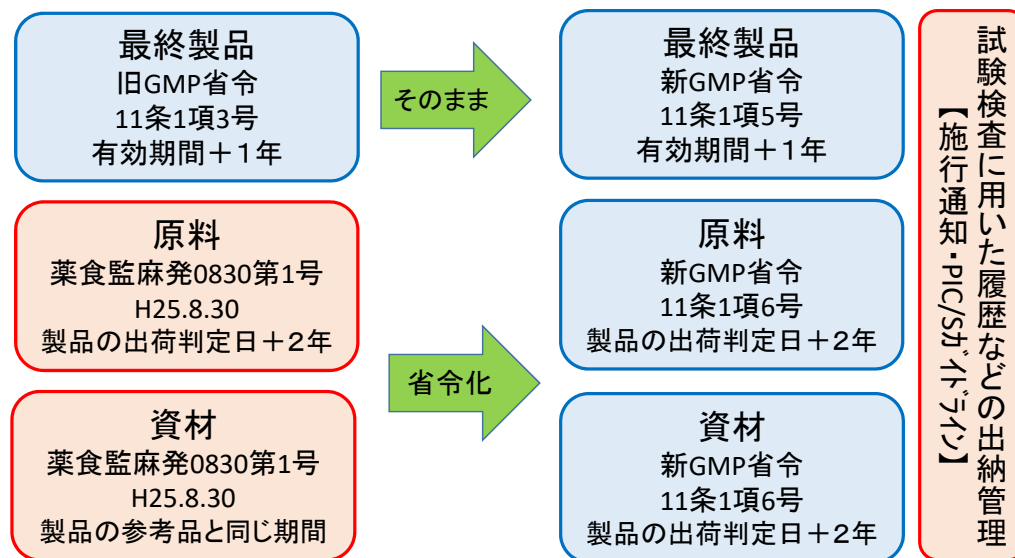 最終製品
旧GMP省令
11条1項3号
有効期間＋1年
そのまま
最終製品
新GMP省令
11条1項5号
有効期間＋1年
原料
薬食監麻発0830第1号
H25.8.30
製品の出荷判定日＋2年
資材
薬食監麻発0830第1号
H25.8.30
製品の参考品と同じ期間
省令化
原料
新GMP省令
11条1項6号
製品の出荷判定日＋2年
資材
新GMP省令
11条1項6号
製品の出荷判定日＋2年
試験検査に用いた履歴などの出納管理
【施行通知・PIC/Sｶﾞｲﾄﾞﾗｲﾝ】